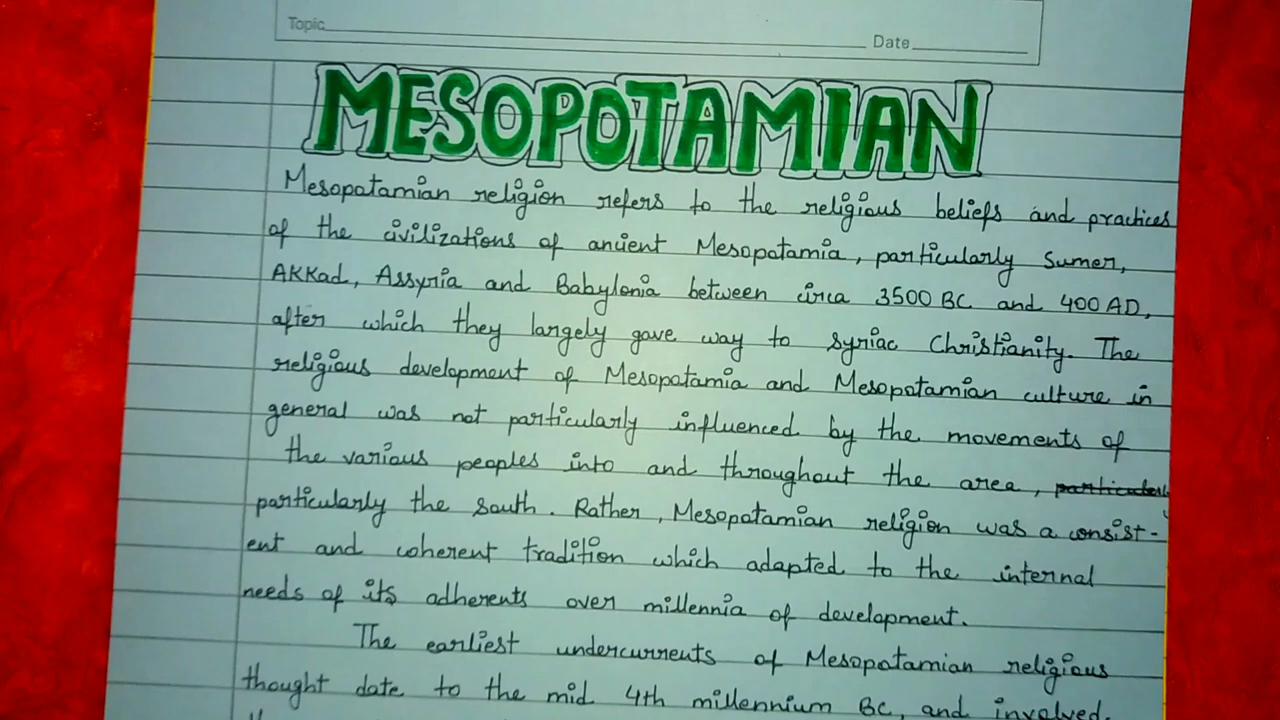 Topic Date
MESOPOTAMIAN
Mesopotamian religion refers to the religious beliefs and practices
of the civilizations of ancient Mesopotamia, particularly Sumer,
AKKad, Assyria and Babylonia between circa 3500 BC and 400 AD,
after which they largely gave way to Syriac Christianity. The
religious development of Mesopotamia and Mesopotamian culture in
general was not particularly influenced by the movements of
the various peoples into and throughout the area, particularly
particularly the south. Rather, Mesopotamian religion was a consist-
ent and coherent tradition which adapted to the internal
needs of its adherents over millennia of development.
The earliest undercurrents of Mesopotamian religious
thought date to the mid 4th millennium BC, and involved.